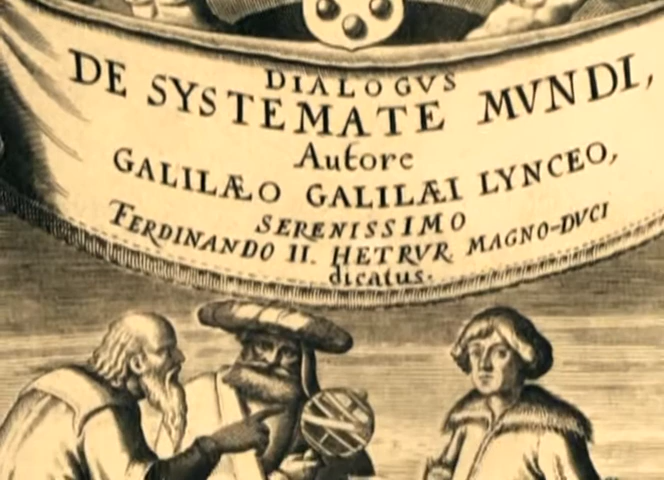 DIALOGVS
DE SYSTEMATE MVNDI,
Autore
GALILÆO GALILÆI LYNCEO,
SERENISSIMO
FERDINANDO II. HETRVR MAGNO-DVCI
dicatus.